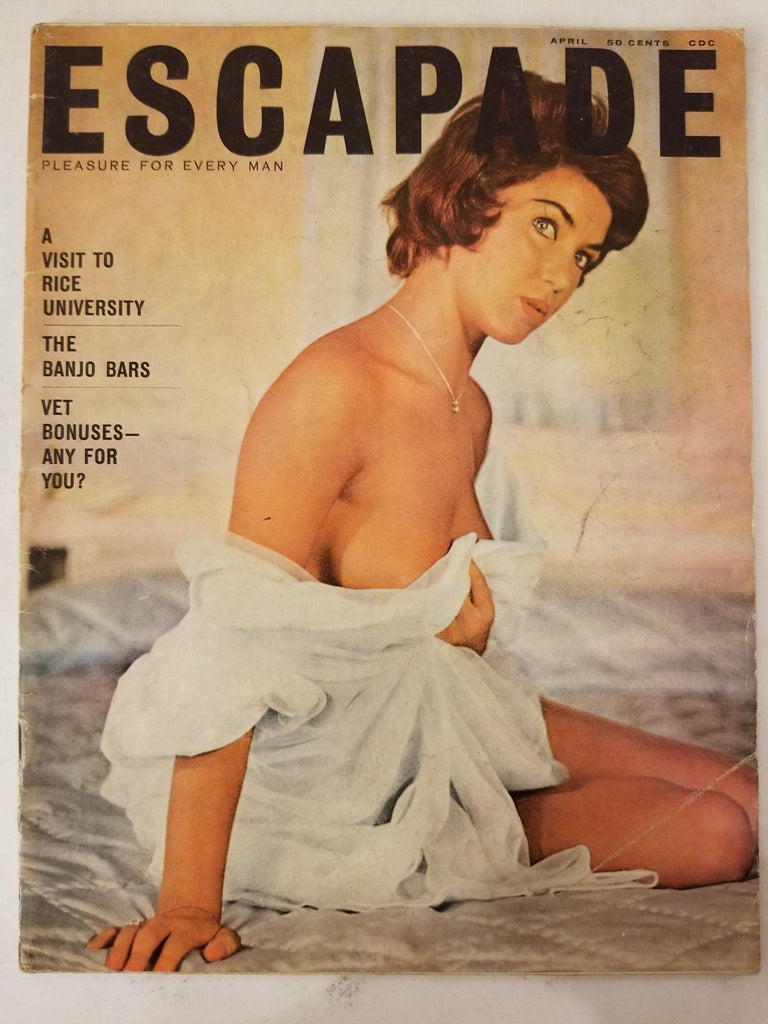 APRIL 50 CENTS CDC
ESCAPADE
PLEASURE FOR EVERY MAN
A
VISIT TO
RICE
UNIVERSITY
THE
BANJO BARS
VET
BONUSES—
ANY FOR
YOU?